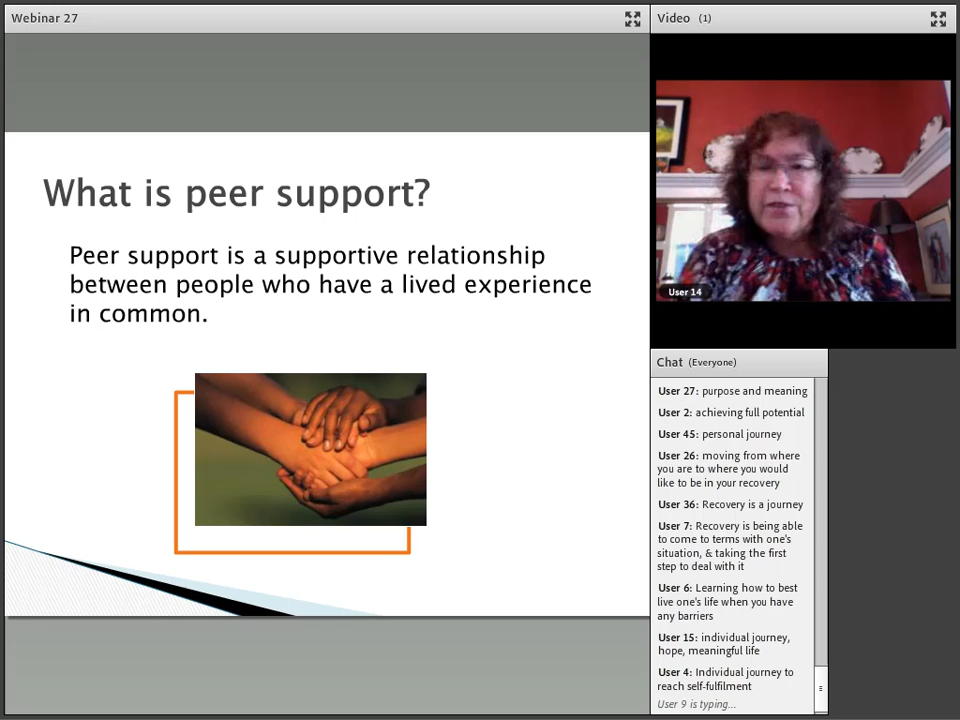 Webinar 27
What is peer support?
Peer support is a supportive relationship
between people who have a lived experience
in common.
Video (1)
User 14
Chat (Everyone)
User 27: purpose and meaning
User 2: achieving full potential
User 45: personal journey
User 26: moving from where
you are to where you would
like to be in your recovery
User 36: Recovery is a journey
User 7: Recovery is being able
to come to terms with one's
situation, & taking the first
step to deal with it
User 6: Learning how to best
live one's life when you have
any barriers
User 15: individual journey,
hope, meaningful life
User 4: Individual journey to
reach self-fulfilment
User 9 is typing...